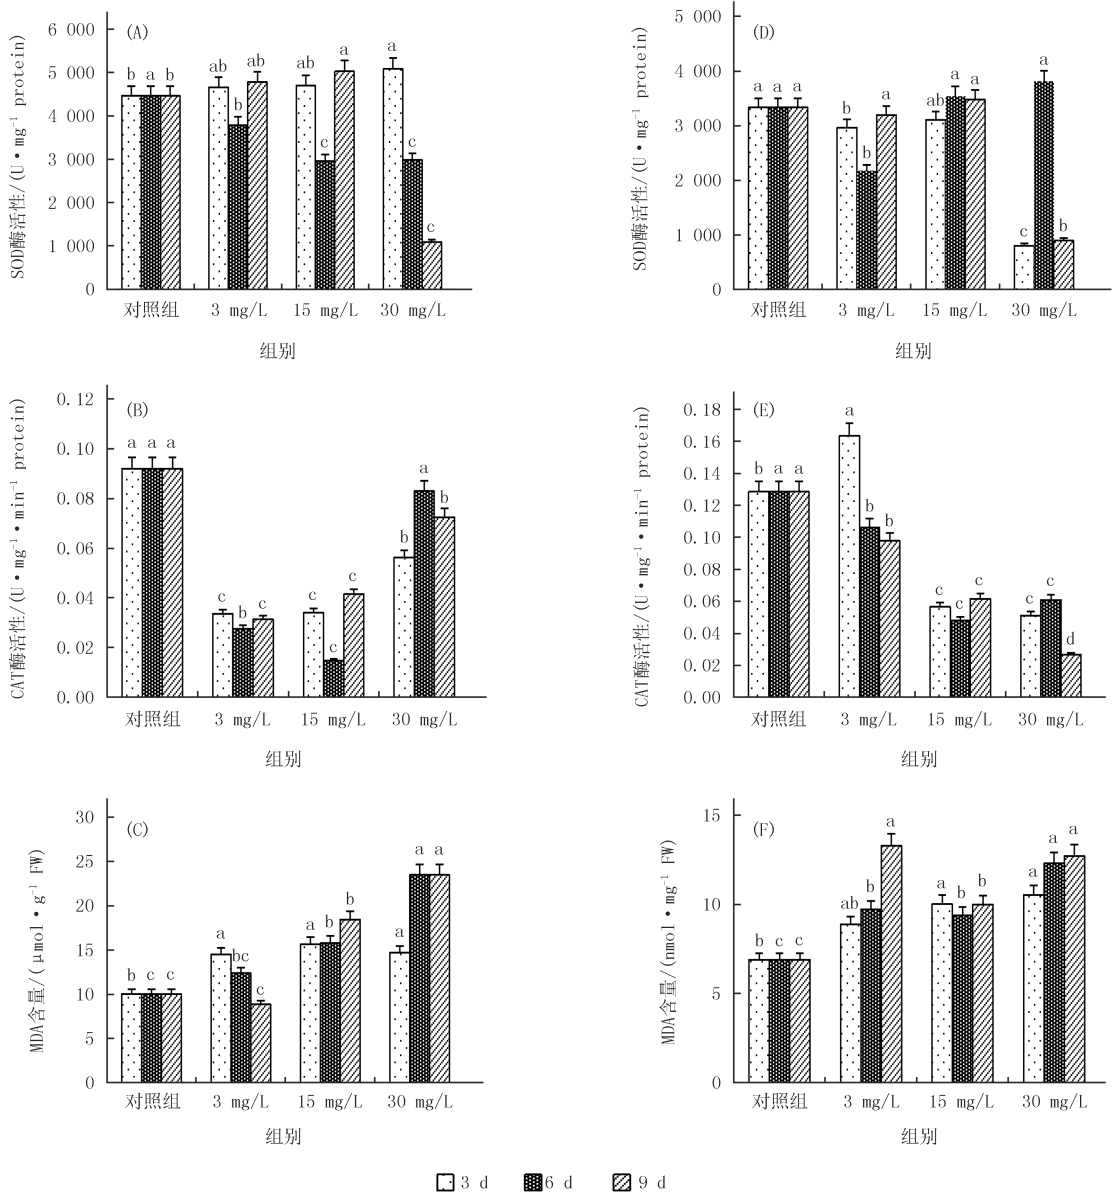 (A)
SOD酶活性/(U·mg⁻¹ protein)
6 000
5 000
4 000
3 000
2 000
1 000
0
b a b
ab b ab
ab c a
a c c
对照组 3 mg/L 15 mg/L 30 mg/L
组别
(D)
SOD酶活性/(U·mg⁻¹ protein)
5 000
4 000
3 000
2 000
1 000
0
a a a
b b a
ab a a
c a b
对照组 3 mg/L 15 mg/L 30 mg/L
组别
(B)
CAT酶活性/(U·mg⁻¹·min⁻¹ protein)
0.12
0.10
0.08
0.06
0.04
0.02
0.00
a a a
c b c
c c c
b a b
对照组 3 mg/L 15 mg/L 30 mg/L
组别
(E)
CAT酶活性/(U·mg⁻¹·min⁻¹ protein)
0.18
0.16
0.14
0.12
0.10
0.08
0.06
0.04
0.02
0.00
b a a
a b b
c c c
c c d
对照组 3 mg/L 15 mg/L 30 mg/L
组别
(C)
MDA含量/(μmol·g⁻¹ FW)
30
25
20
15
10
5
0
b c c
a bc c
a b b
a a a
对照组 3 mg/L 15 mg/L 30 mg/L
组别
(F)
MDA含量/(nmol·mg⁻¹ FW)
15
10
5
0
b c c
ab b a
a b b
a a a
对照组 3 mg/L 15 mg/L 30 mg/L
组别
3 d 6 d 9 d